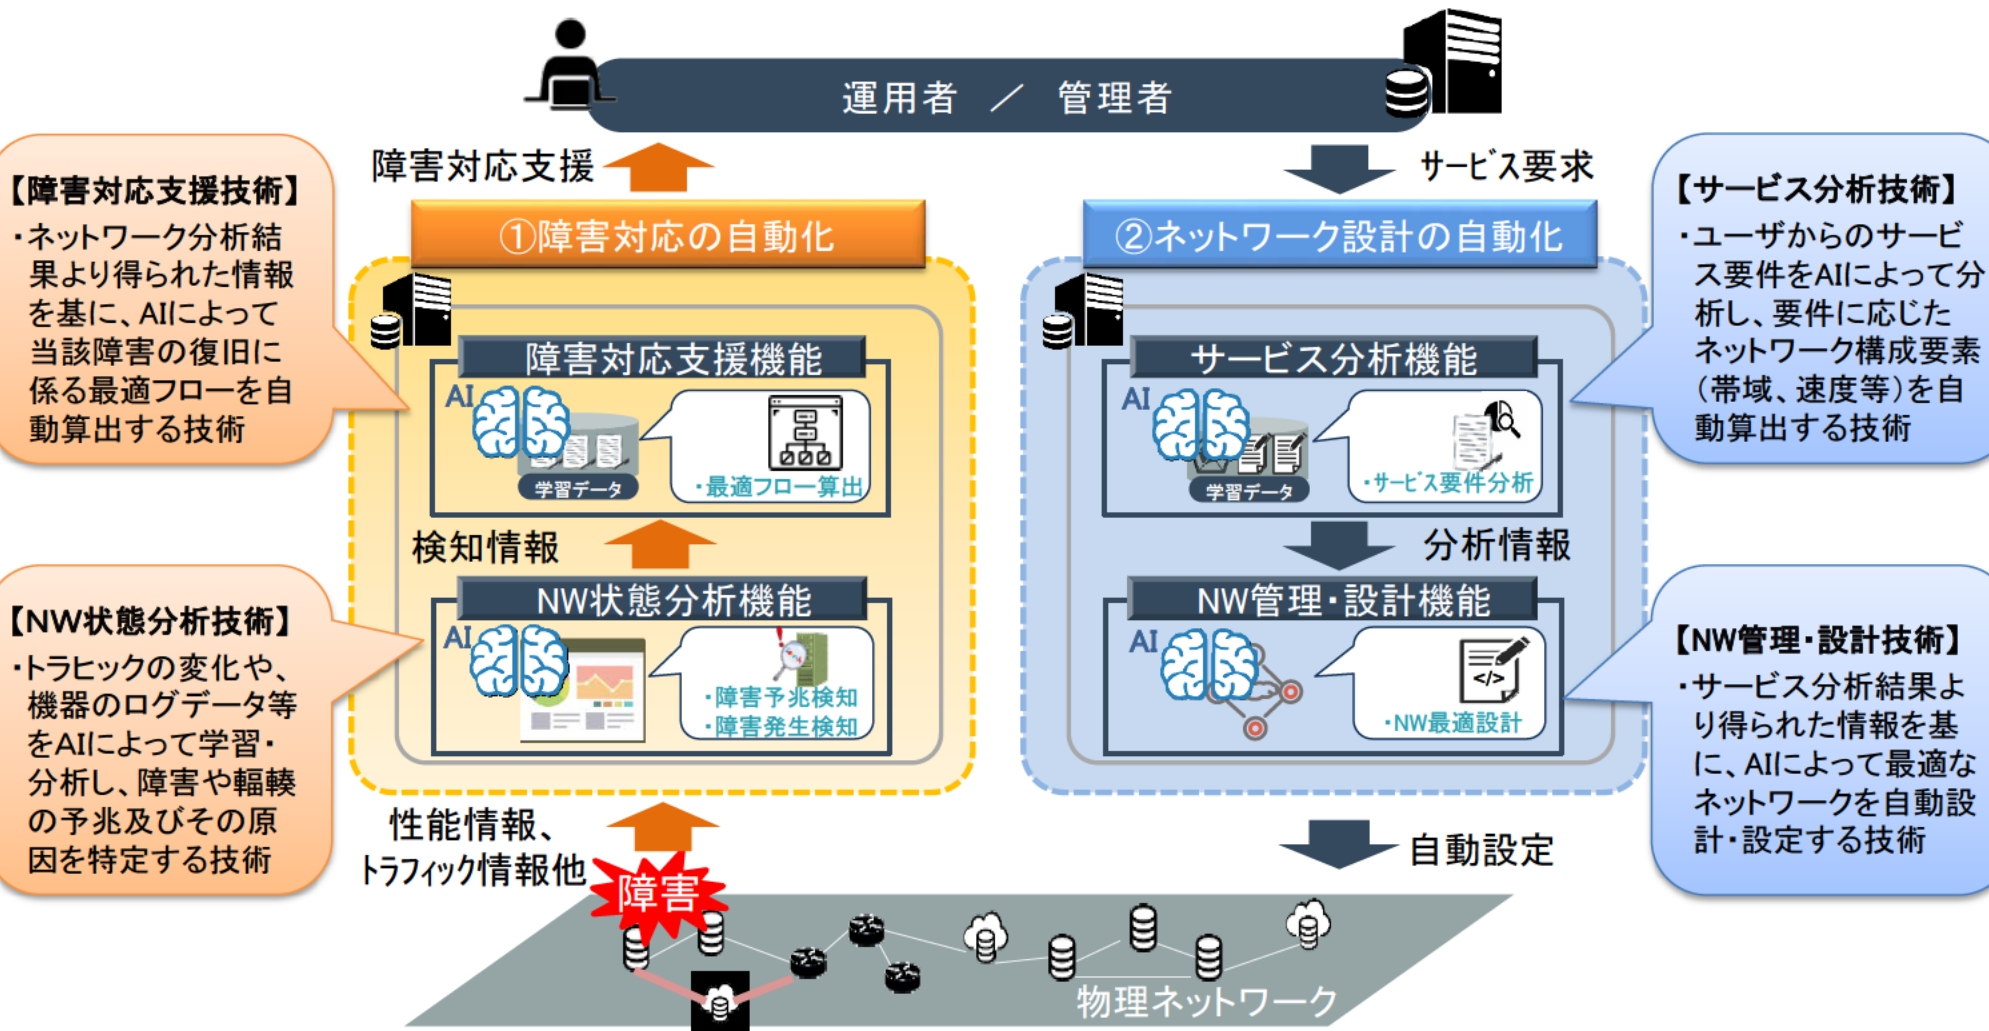 運用者 ／ 管理者
障害対応支援
サービス要求
【障害対応支援技術】
・ネットワーク分析結
果より得られた情報
を基に、AIによって
当該障害の復旧に
係る最適フローを自
動算出する技術
①障害対応の自動化
障害対応支援機能
AI
学習データ
・最適フロー算出
検知情報
NW状態分析機能
AI
・障害予兆検知
・障害発生検知
【NW状態分析技術】
・トラヒックの変化や、
機器のログデータ等
をAIによって学習・
分析し、障害や輻輳
の予兆及びその原
因を特定する技術
性能情報、
トラフィック情報他
障害
②ネットワーク設計の自動化
サービス分析機能
AI
学習データ
・サービス要件分析
分析情報
NW管理・設計機能
AI
</>
・NW最適設計
自動設定
【サービス分析技術】
・ユーザからのサービ
ス要件をAIによって分
析し、要件に応じた
ネットワーク構成要素
（帯域、速度等）を自
動算出する技術
【NW管理・設計技術】
・サービス分析結果よ
り得られた情報を基
に、AIによって最適な
ネットワークを自動設
計・設定する技術
物理ネットワーク